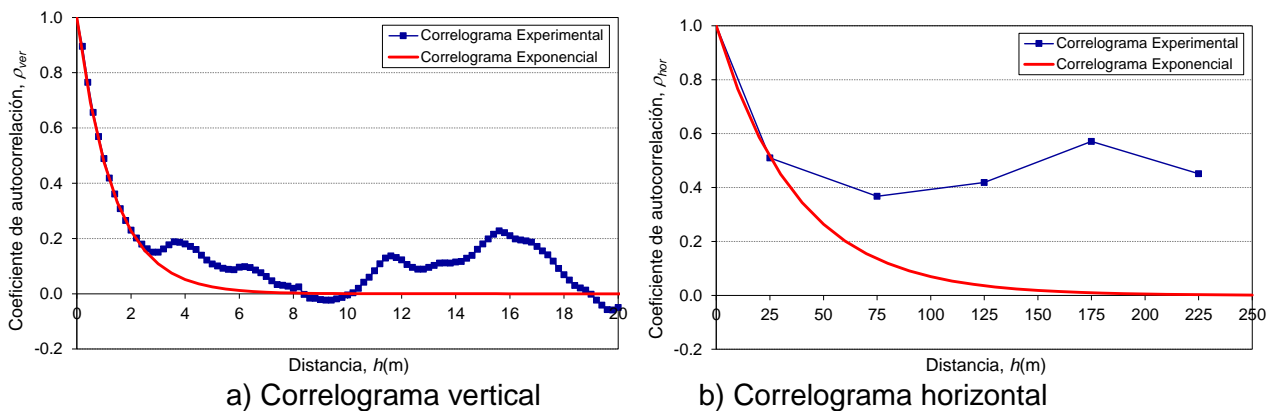 1.0
0.8
0.6
0.4
0.2
0.0
-0.2
0 2 4 6 8 10 12 14 16 18 20
Coeficiente de autocorrelación, ρver
Distancia, h(m)
Correlograma Experimental
Correlograma Exponencial
a) Correlograma vertical
1.0
0.8
0.6
0.4
0.2
0.0
-0.2
0 25 50 75 100 125 150 175 200 225 250
Coeficiente de autocorrelación, ρhor
Distancia, h(m)
Correlograma Experimental
Correlograma Exponencial
b) Correlograma horizontal